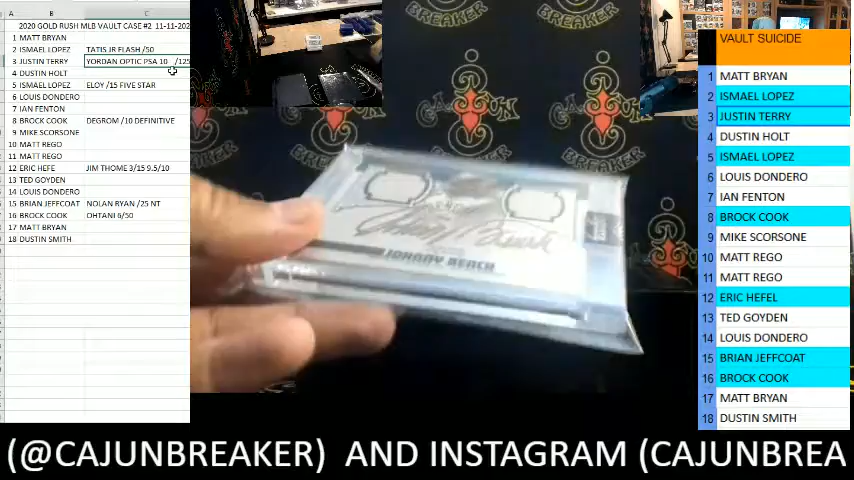 A B C
2020 GOLD RUSH MLB VAULT CASE #2 11-11-202
1 MATT BRYAN
2 ISMAEL LOPEZ TATIS JR FLASH /50
3 JUSTIN TERRY YORDAN OPTIC PSA 10 /125
4 DUSTIN HOLT
5 ISMAEL LOPEZ ELOY /15 FIVE STAR
6 LOUIS DONDERO
7 IAN FENTON
8 BROCK COOK DEGROM /10 DEFINITIVE
9 MIKE SCORSONE
10 MATT REGO
11 MATT REGO
12 ERIC HEFE JIM THOME 3/15 9.5/10
13 TED GOYDEN
14 LOUIS DONDERO
15 BRIAN JEFFCOAT NOLAN RYAN /25 NT
16 BROCK COOK OHTANI 6/50
17 MATT BRYAN
18 DUSTIN SMITH
BREAKER
CAJUN
BREAKER
JOHNNY BENCH
VAULT SUICIDE
1 MATT BRYAN
2 ISMAEL LOPEZ
3 JUSTIN TERRY
4 DUSTIN HOLT
5 ISMAEL LOPEZ
6 LOUIS DONDERO
7 IAN FENTON
8 BROCK COOK
9 MIKE SCORSONE
10 MATT REGO
11 MATT REGO
12 ERIC HEFEL
13 TED GOYDEN
14 LOUIS DONDERO
15 BRIAN JEFFCOAT
16 BROCK COOK
17 MATT BRYAN
18 DUSTIN SMITH
(@CAJUNBREAKER) AND INSTAGRAM (CAJUNBREA